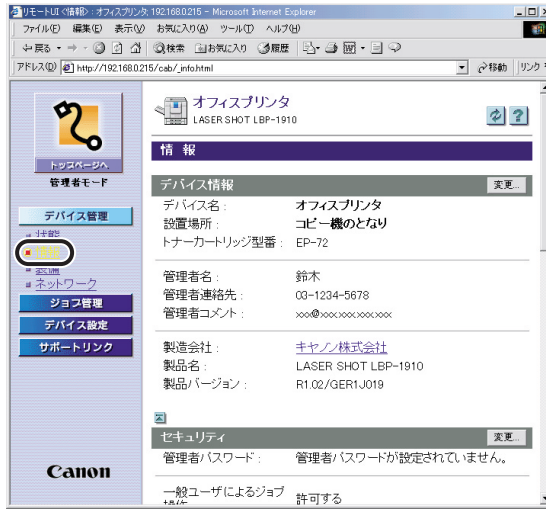 リモートUI <情報> : オフィスプリンタ; 192.168.0.215 - Microsoft Internet Explorer
ファイル(F) 編集(E) 表示(V) お気に入り(A) ツール(T) ヘルプ(H)
戻る 検索 お気に入り 履歴
アドレス(D) http://192.168.0.215/cab/_info.html 移動 リンク
オフィスプリンタ
LASER SHOT LBP-1910
トップページへ
管理者モード
デバイス管理
状態
装備
ネットワーク
ジョブ管理
デバイス設定
サポートリンク
Canon
情 報
デバイス情報 変更...
デバイス名 : オフィスプリンタ
設置場所 : コピー機のとなり
トナーカートリッジ型番 : EP-72
管理者名 : 鈴木
管理者連絡先 : 03-1234-5678
管理者コメント : xxx@xxx.xxx.xxx.xxx
製造会社 : キヤノン株式会社
製品名 : LASER SHOT LBP-1910
製品バージョン : R1.02/GER1J019
セキュリティ 変更...
管理者パスワード : 管理者パスワードが設定されていません。
一般ユーザによるジョブ
許可する